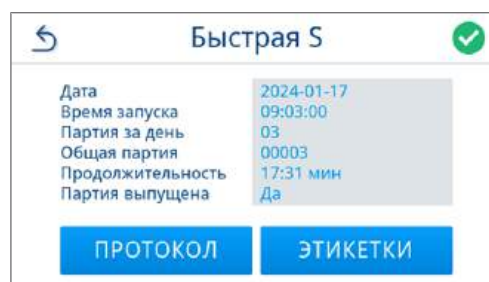 Быстрая S
Дата 2024-01-17
Время запуска 09:03:00
Партия за день 03
Общая партия 00003
Продолжительность 17:31 мин
Партия выпущена Да
ПРОТОКОЛ ЭТИКЕТКИ